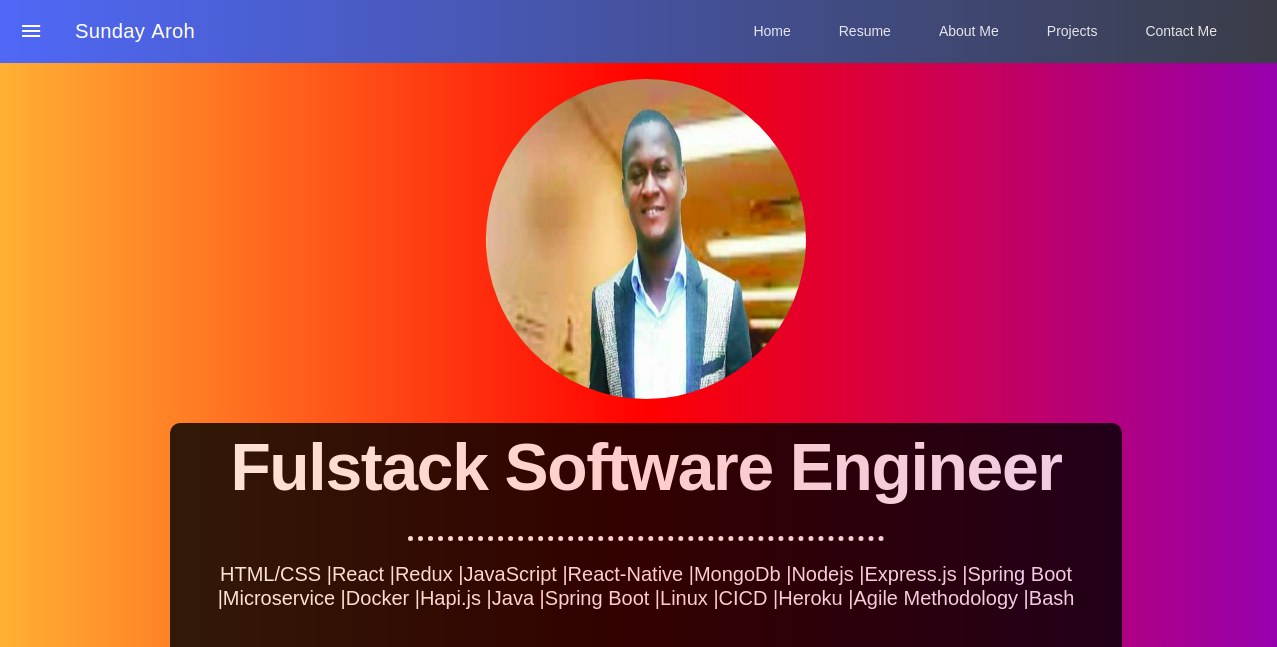 Sunday Aroh
Home Resume About Me Projects Contact Me
Fulstack Software Engineer
HTML/CSS |React |Redux |JavaScript |React-Native |MongoDb |Nodejs |Express.js |Spring Boot
|Microservice |Docker |Hapi.js |Java |Spring Boot |Linux |CICD |Heroku |Agile Methodology |Bash